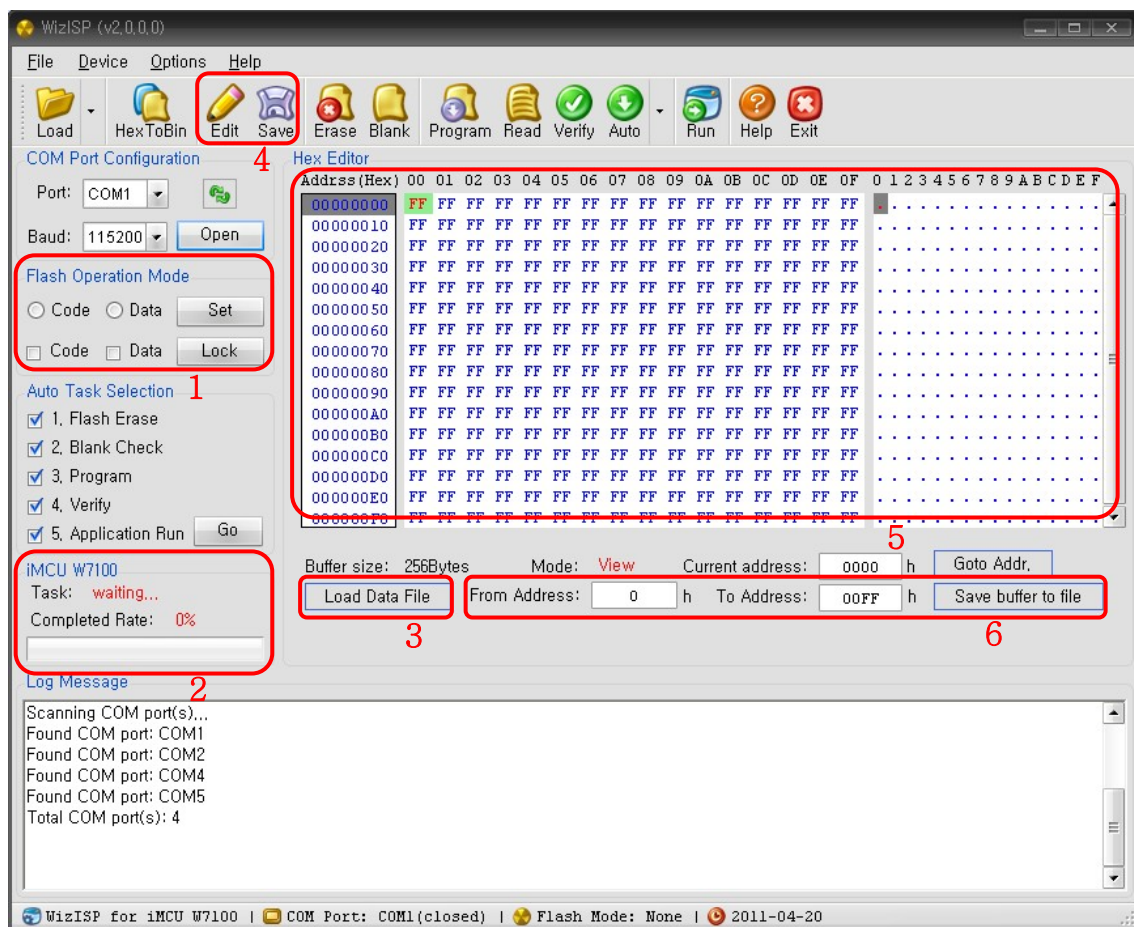 WizISP (v2,0,0,0)
File Device Options Help
Load HexToBin Edit Save Erase Blank Program Read Verify Auto Run Help Exit
4
COM Port Configuration
Port: COM1
Baud: 115200 Open
Flash Operation Mode
Code Data Set
Code Data Lock
1
Auto Task Selection
1, Flash Erase
2, Blank Check
3, Program
4, Verify
5, Application Run Go
iMCU W7100
Task: waiting...
Completed Rate: 0%
2
Hex Editor
Addrss(Hex) 00 01 02 03 04 05 06 07 08 09 0A 0B 0C 0D 0E 0F 0 1 2 3 4 5 6 7 8 9 A B C D E F
00000000 FF FF FF FF FF FF FF FF FF FF FF FF FF FF FF FF ................
00000010 FF FF FF FF FF FF FF FF FF FF FF FF FF FF FF FF ................
00000020 FF FF FF FF FF FF FF FF FF FF FF FF FF FF FF FF ................
00000030 FF FF FF FF FF FF FF FF FF FF FF FF FF FF FF FF ................
00000040 FF FF FF FF FF FF FF FF FF FF FF FF FF FF FF FF ................
00000050 FF FF FF FF FF FF FF FF FF FF FF FF FF FF FF FF ................
00000060 FF FF FF FF FF FF FF FF FF FF FF FF FF FF FF FF ................
00000070 FF FF FF FF FF FF FF FF FF FF FF FF FF FF FF FF ................
00000080 FF FF FF FF FF FF FF FF FF FF FF FF FF FF FF FF ................
00000090 FF FF FF FF FF FF FF FF FF FF FF FF FF FF FF FF ................
000000A0 FF FF FF FF FF FF FF FF FF FF FF FF FF FF FF FF ................
000000B0 FF FF FF FF FF FF FF FF FF FF FF FF FF FF FF FF ................
000000C0 FF FF FF FF FF FF FF FF FF FF FF FF FF FF FF FF ................
000000D0 FF FF FF FF FF FF FF FF FF FF FF FF FF FF FF FF ................
000000E0 FF FF FF FF FF FF FF FF FF FF FF FF FF FF FF FF ................
000000F0 FF FF FF FF FF FF FF FF FF FF FF FF FF FF FF FF ................
5
Buffer size: 256Bytes Mode: View Current address: 0000 h Goto Addr,
Load Data File From Address: 0 h To Address: 00FF h Save buffer to file
3 6
Log Message
Scanning COM port(s),,,
Found COM port: COM1
Found COM port: COM2
Found COM port: COM4
Found COM port: COM5
Total COM port(s): 4
WizISP for iMCU W7100 | COM Port: COM1(closed) | Flash Mode: None | 2011-04-20